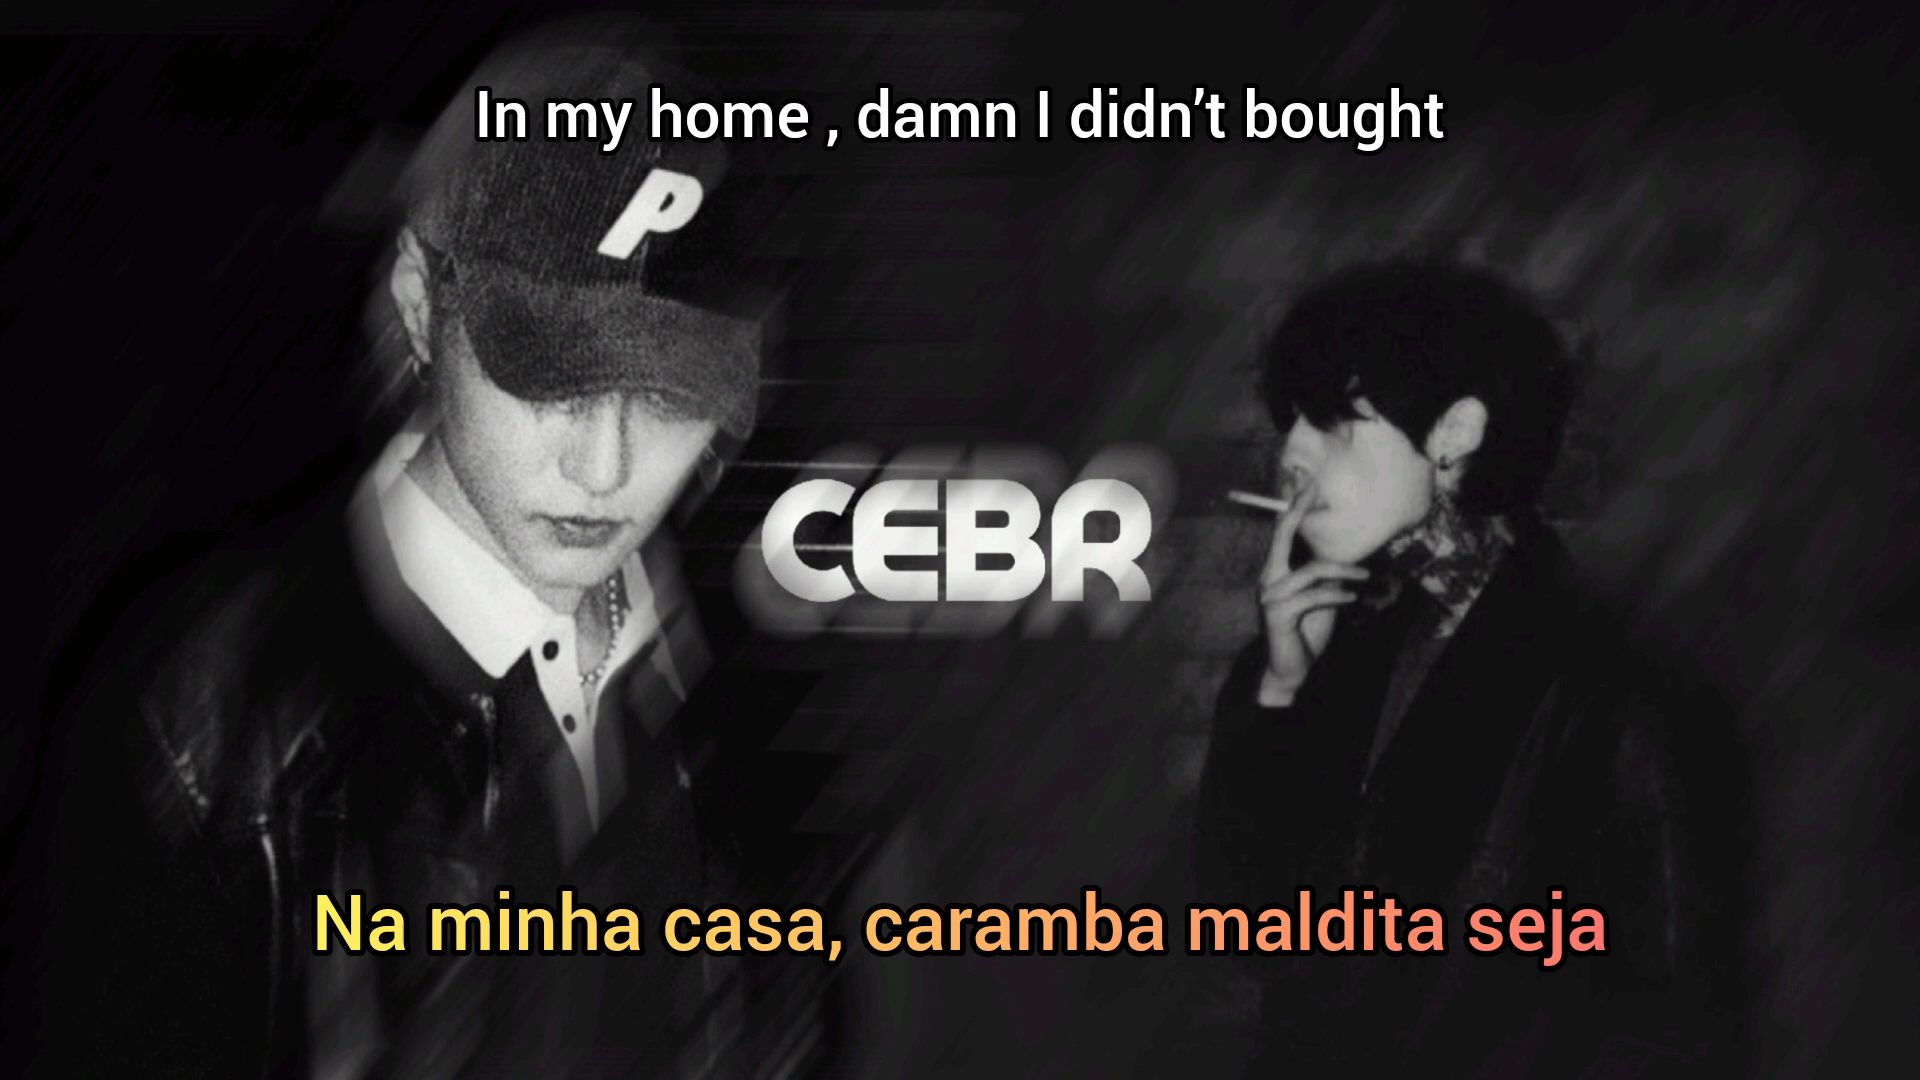 In my home , damn I didn’t bought
P
CEBR
Na minha casa, caramba maldita seja